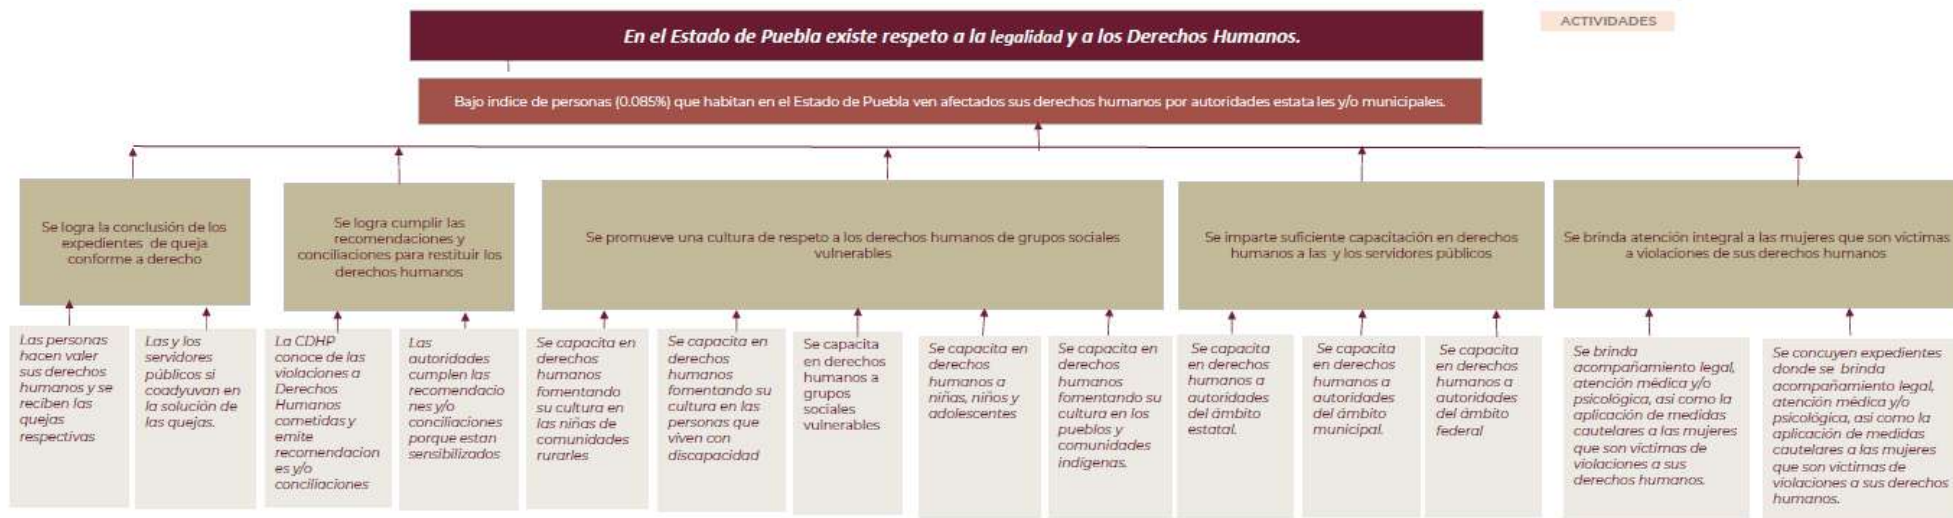 En el Estado de Puebla existe respeto a la legalidad y a los Derechos Humanos.
ACTIVIDADES
Bajo indice de personas (0.085%) que habitan en el Estado de Puebla ven afectados sus derechos humanos por autoridades estata les y/o municipales.
Se logra la conclusión de los
expedientes de queja
conforme a derecho
Se logra cumplir las
recomendaciones y
conciliaciones para restituir los
derechos humanos
Se promueve una cultura de respeto a los derechos humanos de grupos sociales
vulnerables
Se imparte suficiente capacitación en derechos
humanos a las y los servidores públicos
Se brinda atención integral a las mujeres que son víctimas
a violaciones de sus derechos humanos
Las personas
hacen valer
sus derechos
humanos y se
reciben las
quejas
respectivas
Las y los
servidores
públicos si
coadyuvan en
la solución de
las quejas.
La CDHP
conoce de las
violaciones a
Derechos
Humanos
cometidas y
emite
recomendacion
es y/o
conciliaciones
Las
autoridades
cumplen las
recomendacio
nes y/o
conciliaciones
porque estan
sensibilizados
Se capacita en
derechos
humanos
fomentando
su cultura en
las niñas de
comunidades
rurarles
Se capacita en
derechos
humanos
fomentando su
cultura en las
personas que
viven con
discapacidad
Se capacita
en derechos
humanos a
grupos
sociales
vulnerables
Se capacita en
derechos
humanos a
niñas, niños y
adolescentes
Se capacita en
derechos
humanos
fomentando su
cultura en los
pueblos y
comunidades
indígenas.
Se capacita
en derechos
humanos a
autoridades
del ámbito
estatal.
Se capacita
en derechos
humanos a
autoridades
del ámbito
municipal.
Se capacita
en derechos
humanos a
autoridades
del ámbito
federal
Se brinda
acompañamiento legal,
atención médica y/o
psicológica, asi como la
aplicación de medidas
cautelares a las mujeres
que son víctimas de
violaciones a sus
derechos humanos.
Se concuyen expedientes
donde se brinda
acompañamiento legal,
atención médica y/o
psicológica, asi como la
aplicación de medidas
cautelares a las mujeres
que son víctimas de
violaciones a sus derechos
humanos.